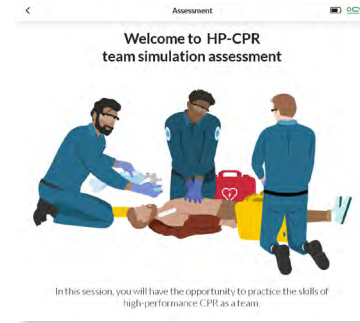 Assessment
Welcome to HP-CPR
team simulation assessment
In this session, you will have the opportunity to practice the skills of
high-performance CPR as a team.